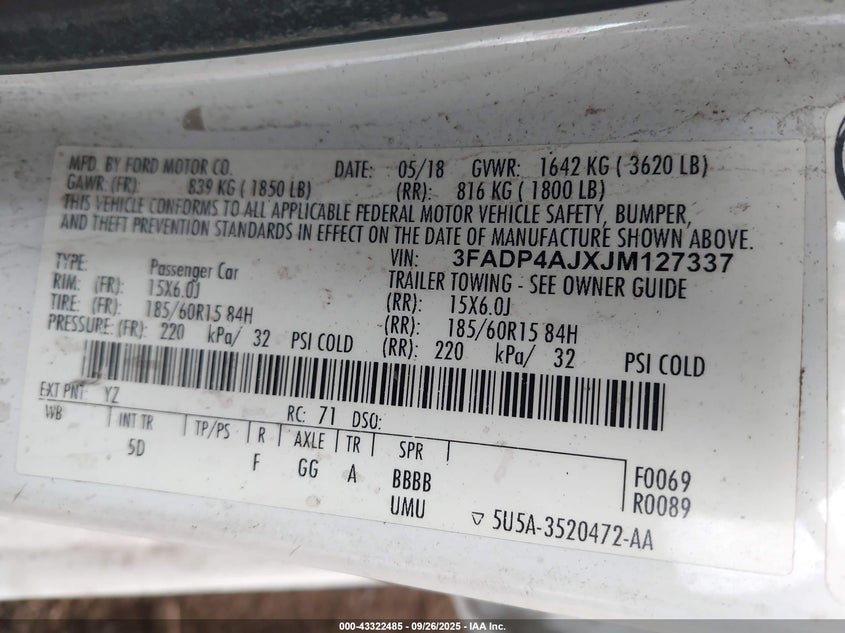 MFD. BY FORD MOTOR CO. DATE: 05/18 GVWR: 1642 KG ( 3620 LB)
GAWR: (FR): 839 KG ( 1850 LB) (RR): 816 KG ( 1800 LB)
THIS VEHICLE CONFORMS TO ALL APPLICABLE FEDERAL MOTOR VEHICLE SAFETY, BUMPER,
AND THEFT PREVENTION STANDARDS IN EFFECT ON THE DATE OF MANUFACTURE SHOWN ABOVE.
VIN: 3FADP4AJXJM127337
TYPE: Passenger Car TRAILER TOWING - SEE OWNER GUIDE
RIM: (FR): 15X6.0J (RR): 15X6.0J
TIRE: (FR): 185/60R15 84H (RR): 185/60R15 84H
PRESSURE: (FR): 220 kPa/ 32 PSI COLD (RR): 220 kPa/ 32 PSI COLD
EXT PNT: YZ RC: 71 DSO:
WB INT TR TP/PS R AXLE TR SPR
5D F GG A BBBB F0069
UMU R0089
5U5A-3520472-AA
000-43322485 - 09/26/2025 - IAA Inc.